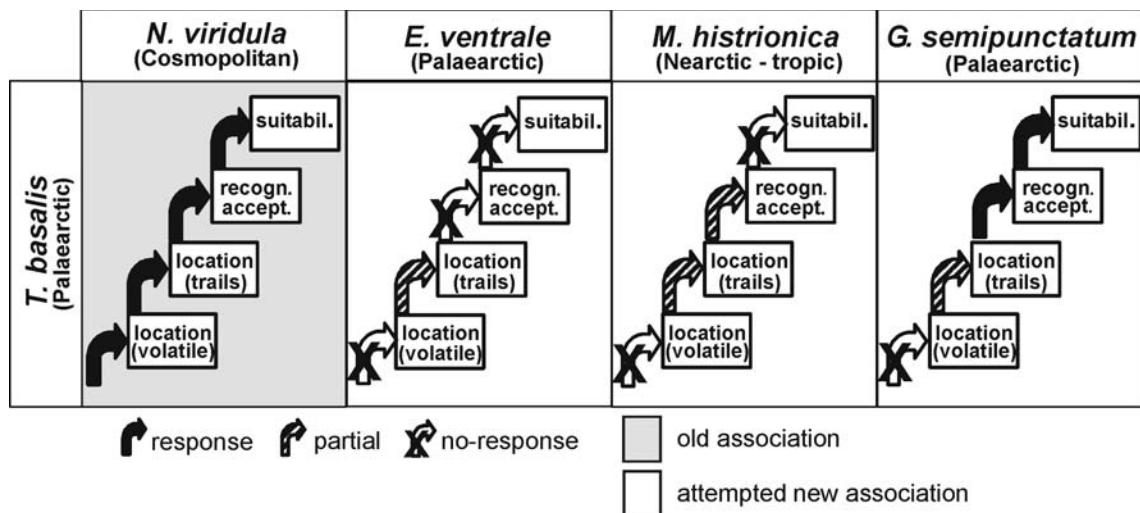 N. viridula
(Cosmopolitan)
E. ventrale
(Palaearctic)
M. histrionica
(Nearctic - tropic)
G. semipunctatum
(Palaearctic)
T. basalis
(Palaearctic)
suitabil.
recogn.
accept.
location
(trails)
location
(volatile)
suitabil.
recogn.
accept.
location
(trails)
location
(volatile)
suitabil.
recogn.
accept.
location
(trails)
location
(volatile)
suitabil.
recogn.
accept.
location
(trails)
location
(volatile)
response
partial
no-response
old association
attempted new association